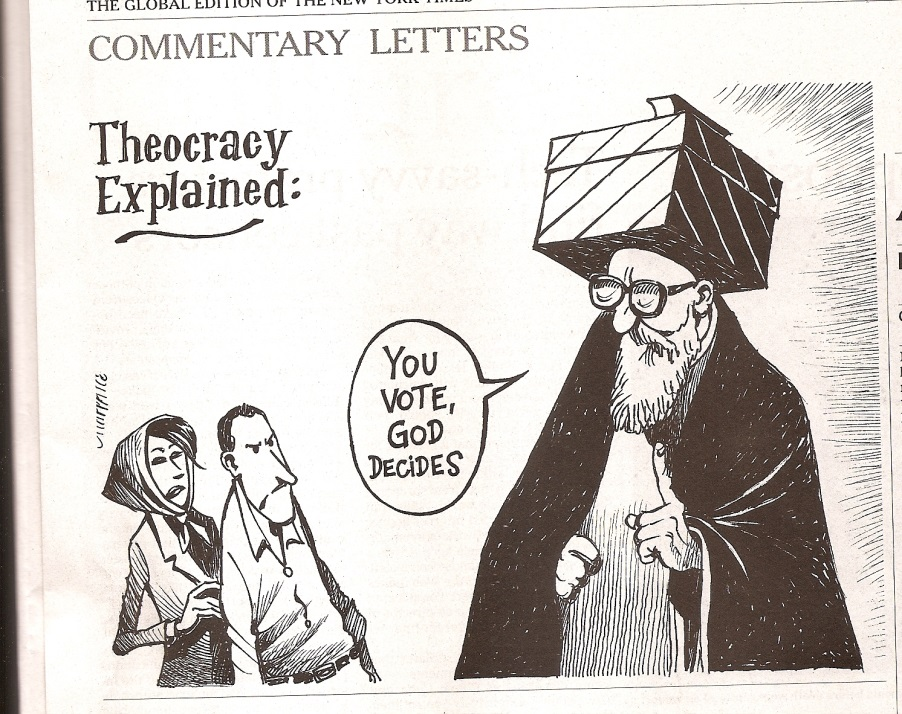 THE GLOBAL EDITION OF THE NEW YORK TIMES
COMMENTARY LETTERS
Theocracy
Explained:
YOU
VOTE,
GOD
DECiDES